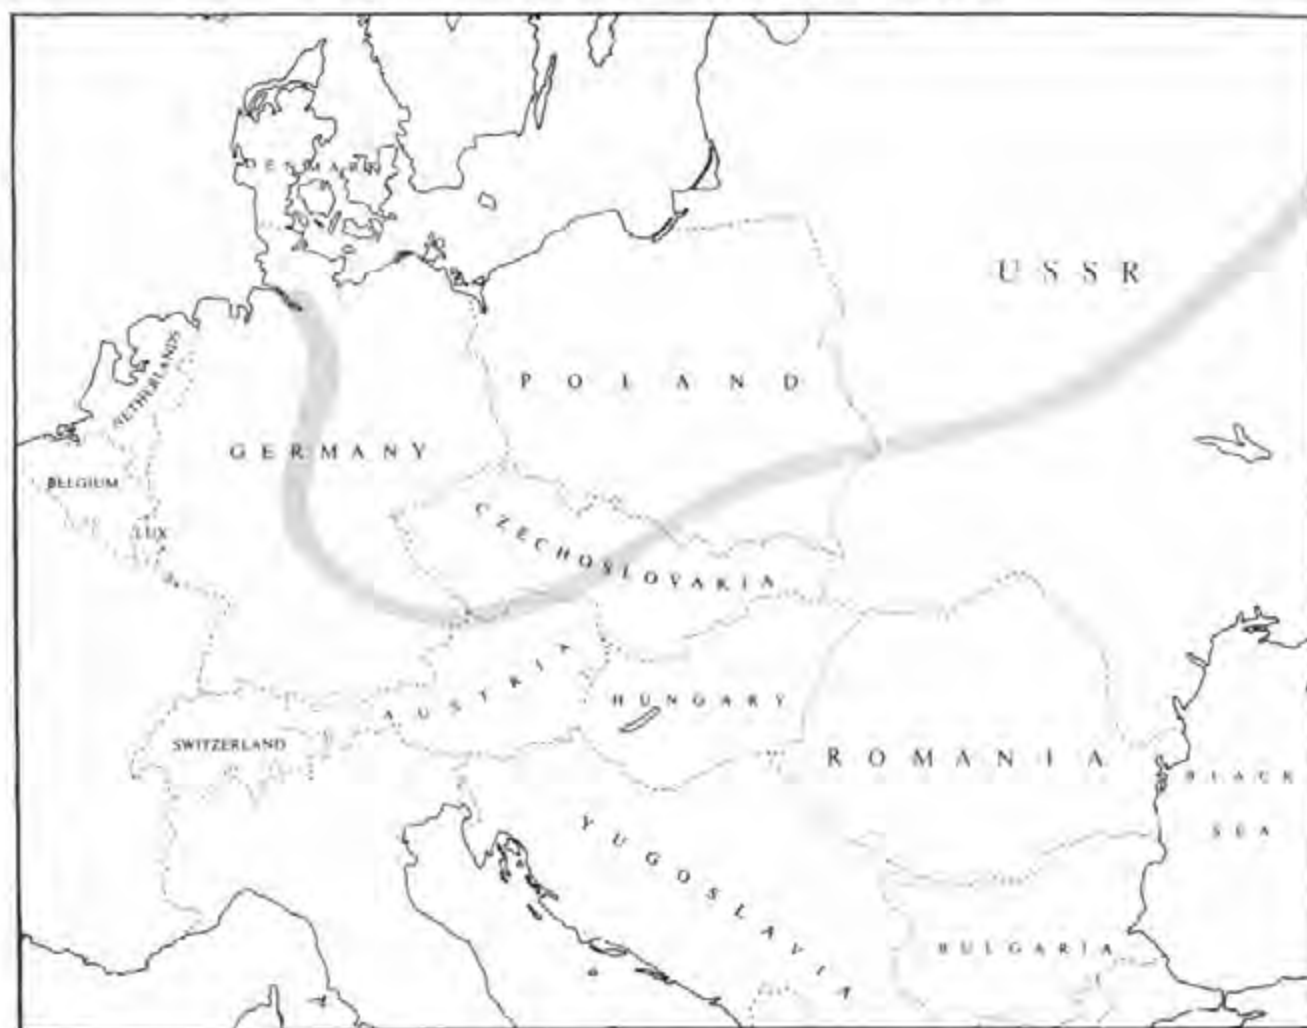 DENMARK
USSR
NETHERLANDS
POLAND
GERMANY
BELGIUM
LUX
CZECHOSLOVAKIA
AUSTRIA
HUNGARY
SWITZERLAND
ROMANIA
BLACK
SEA
YUGOSLAVIA
BULGARIA